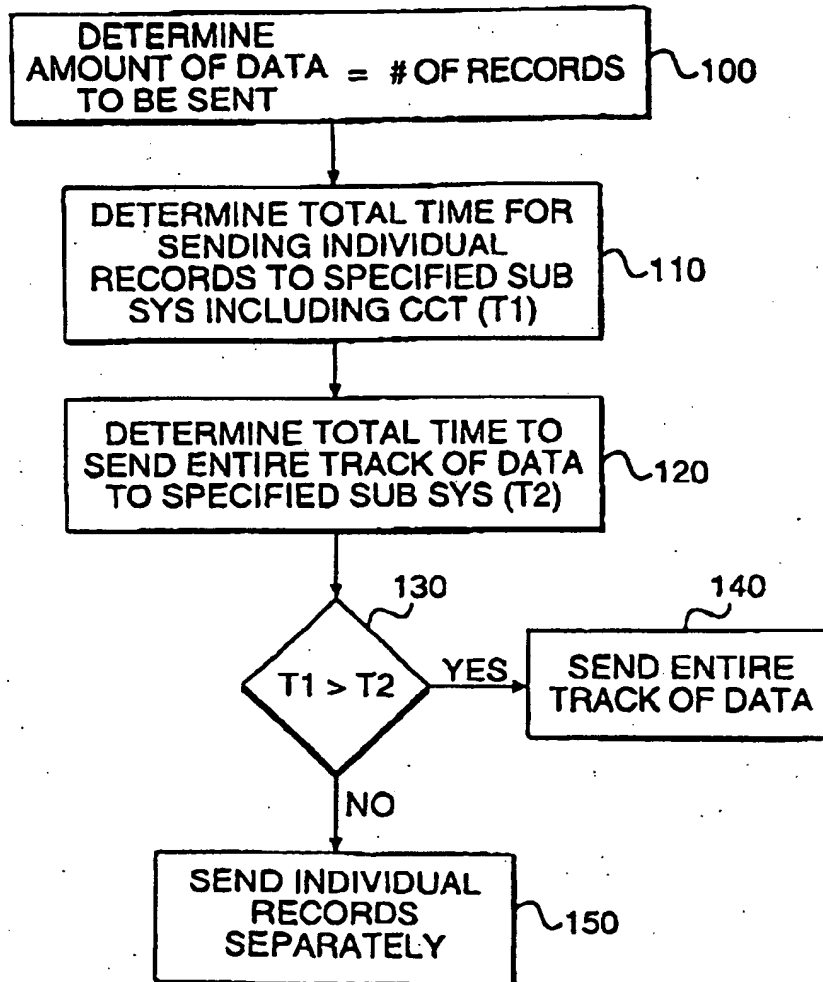 DETERMINE
AMOUNT OF DATA = # OF RECORDS
TO BE SENT
100
DETERMINE TOTAL TIME FOR
SENDING INDIVIDUAL
RECORDS TO SPECIFIED SUB
SYS INCLUDING CCT (T1)
110
DETERMINE TOTAL TIME TO
SEND ENTIRE TRACK OF DATA
TO SPECIFIED SUB SYS (T2)
120
130
T1 > T2
YES
140
SEND ENTIRE
TRACK OF DATA
NO
SEND INDIVIDUAL
RECORDS
SEPARATELY
150